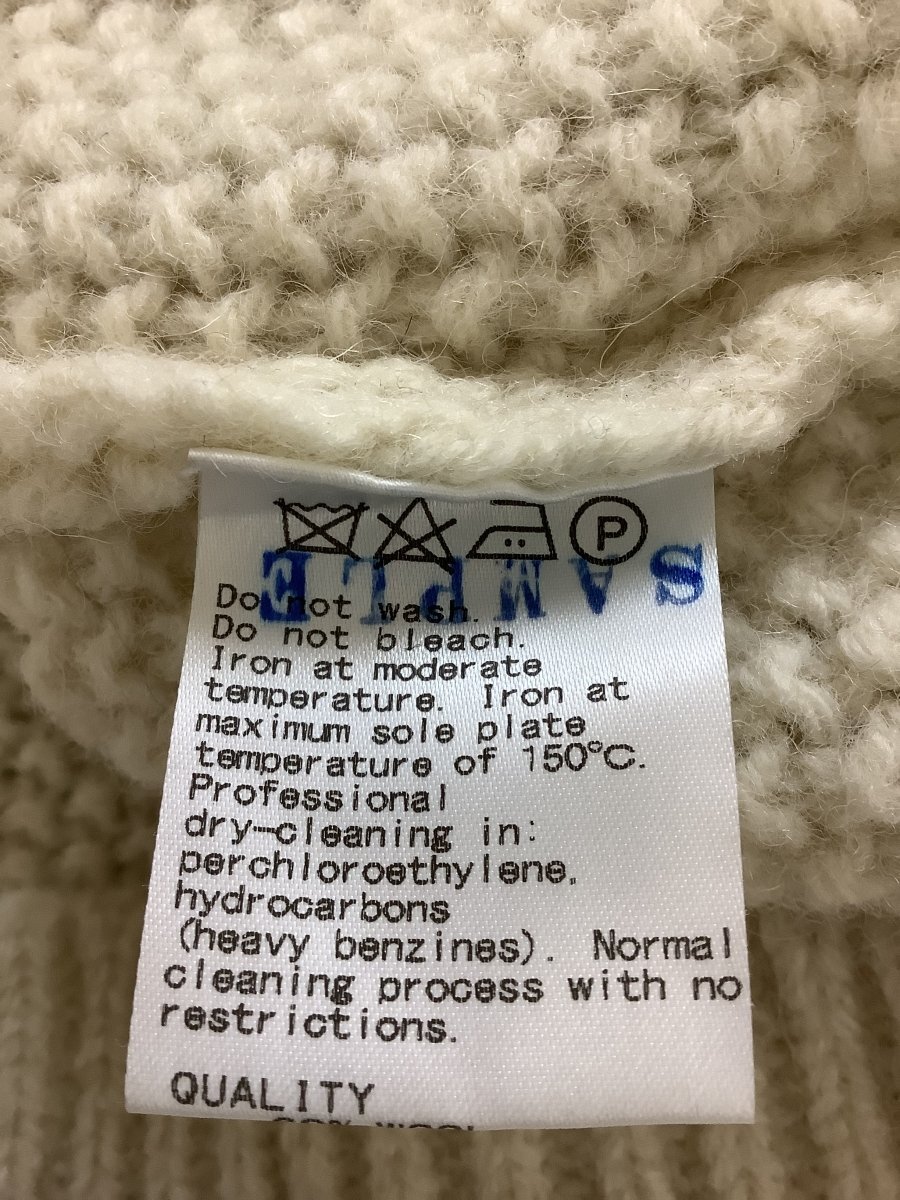 P
SAMPLE
Do not wash.
Do not bleach.
Iron at moderate
temperature. Iron at
maximum sole plate
temperature of 150°C.
Professional
dry-cleaning in:
perchloroethylene,
hydrocarbons
(heavy benzines). Normal
cleaning process with no
restrictions.
QUALITY
WOOL